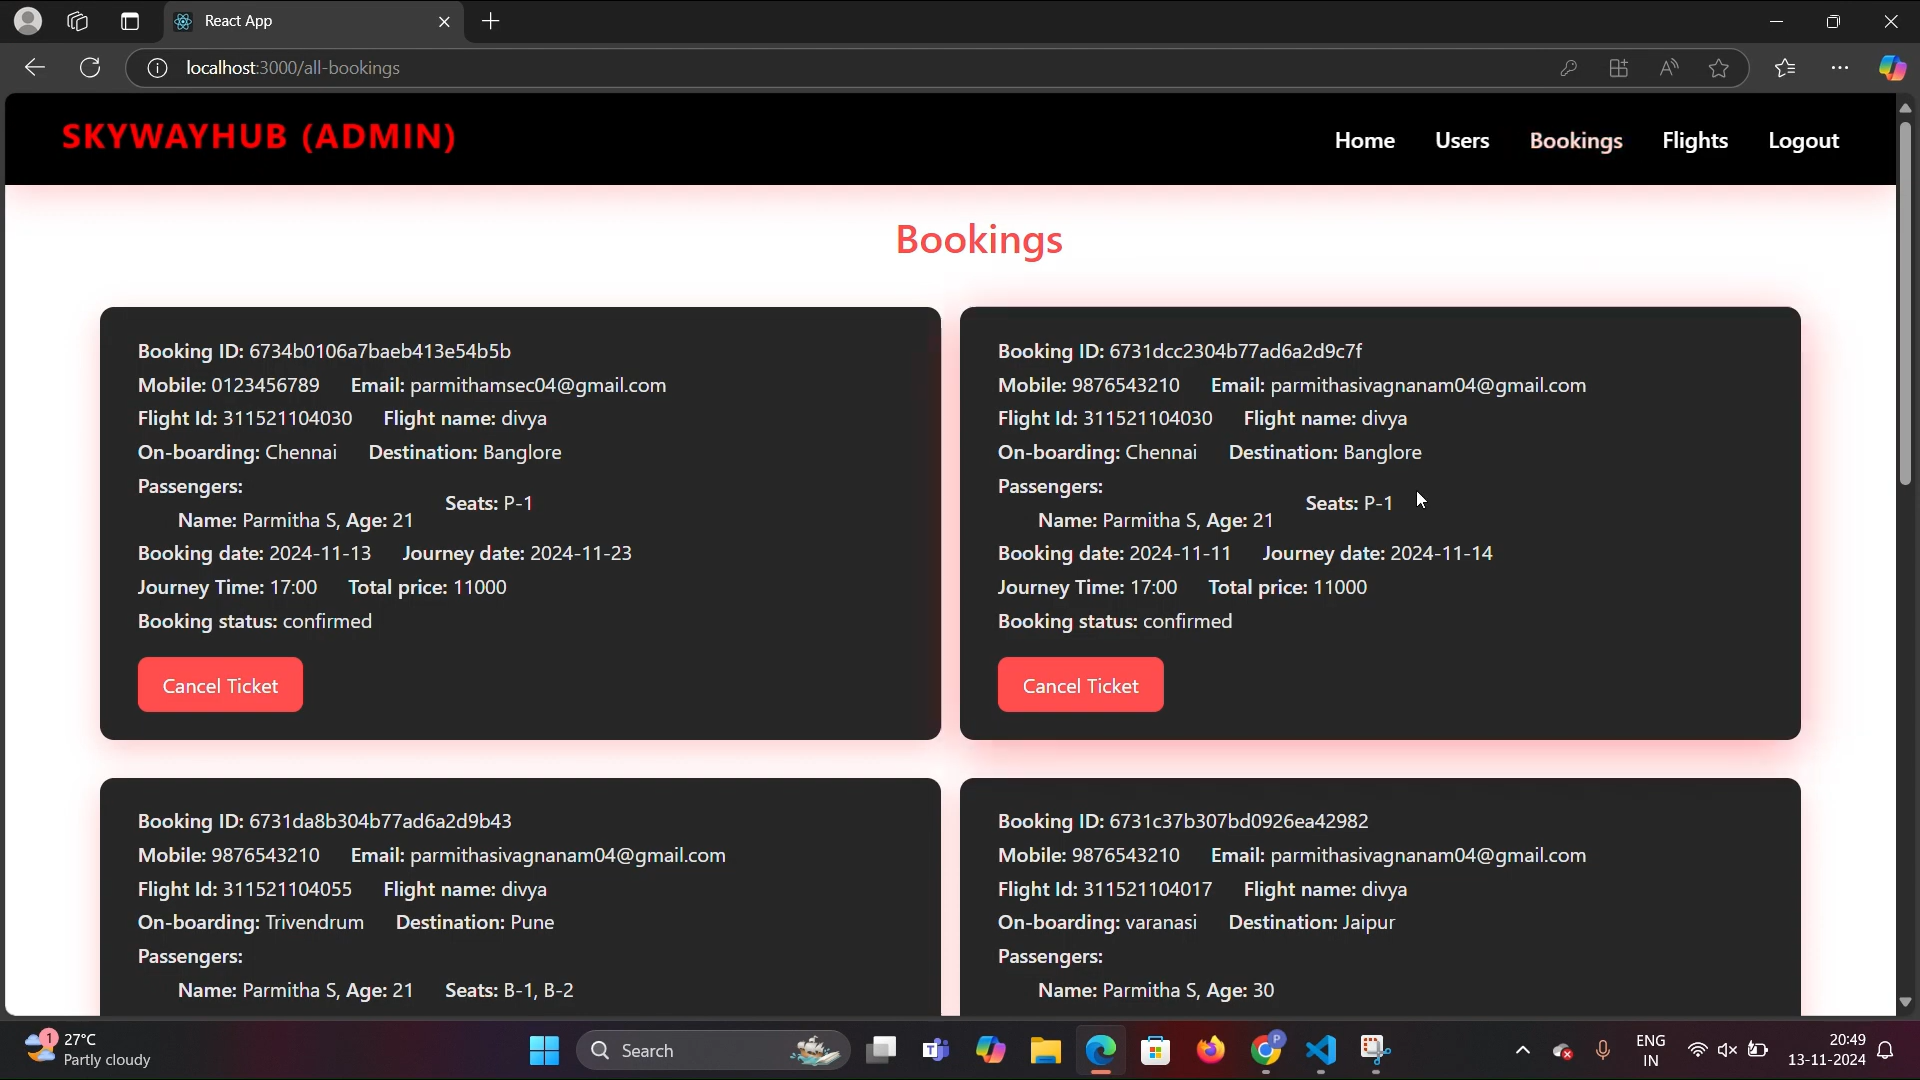 React App
localhost:3000/all-bookings
SKYWAYHUB (ADMIN)
Home Users Bookings Flights Logout
Bookings
Booking ID: 6734b0106a7baeb413e54b5b
Mobile: 0123456789 Email: parmithamsec04@gmail.com
Flight Id: 311521104030 Flight name: divya
On-boarding: Chennai Destination: Banglore
Passengers:
Seats: P-1
Name: Parmitha S, Age: 21
Booking date: 2024-11-13 Journey date: 2024-11-23
Journey Time: 17:00 Total price: 11000
Booking status: confirmed
Cancel Ticket
Booking ID: 6731dcc2304b77ad6a2d9c7f
Mobile: 9876543210 Email: parmithasivagnanam04@gmail.com
Flight Id: 311521104030 Flight name: divya
On-boarding: Chennai Destination: Banglore
Passengers:
Seats: P-1
Name: Parmitha S, Age: 21
Booking date: 2024-11-11 Journey date: 2024-11-14
Journey Time: 17:00 Total price: 11000
Booking status: confirmed
Cancel Ticket
Booking ID: 6731da8b304b77ad6a2d9b43
Mobile: 9876543210 Email: parmithasivagnanam04@gmail.com
Flight Id: 311521104055 Flight name: divya
On-boarding: Trivendrum Destination: Pune
Passengers:
Name: Parmitha S, Age: 21 Seats: B-1, B-2
Booking ID: 6731c37b307bd0926ea42982
Mobile: 9876543210 Email: parmithasivagnanam04@gmail.com
Flight Id: 311521104017 Flight name: divya
On-boarding: varanasi Destination: Jaipur
Passengers:
Name: Parmitha S, Age: 30
1
27°C
Partly cloudy
Search
P
ENG
IN
20:49
13-11-2024